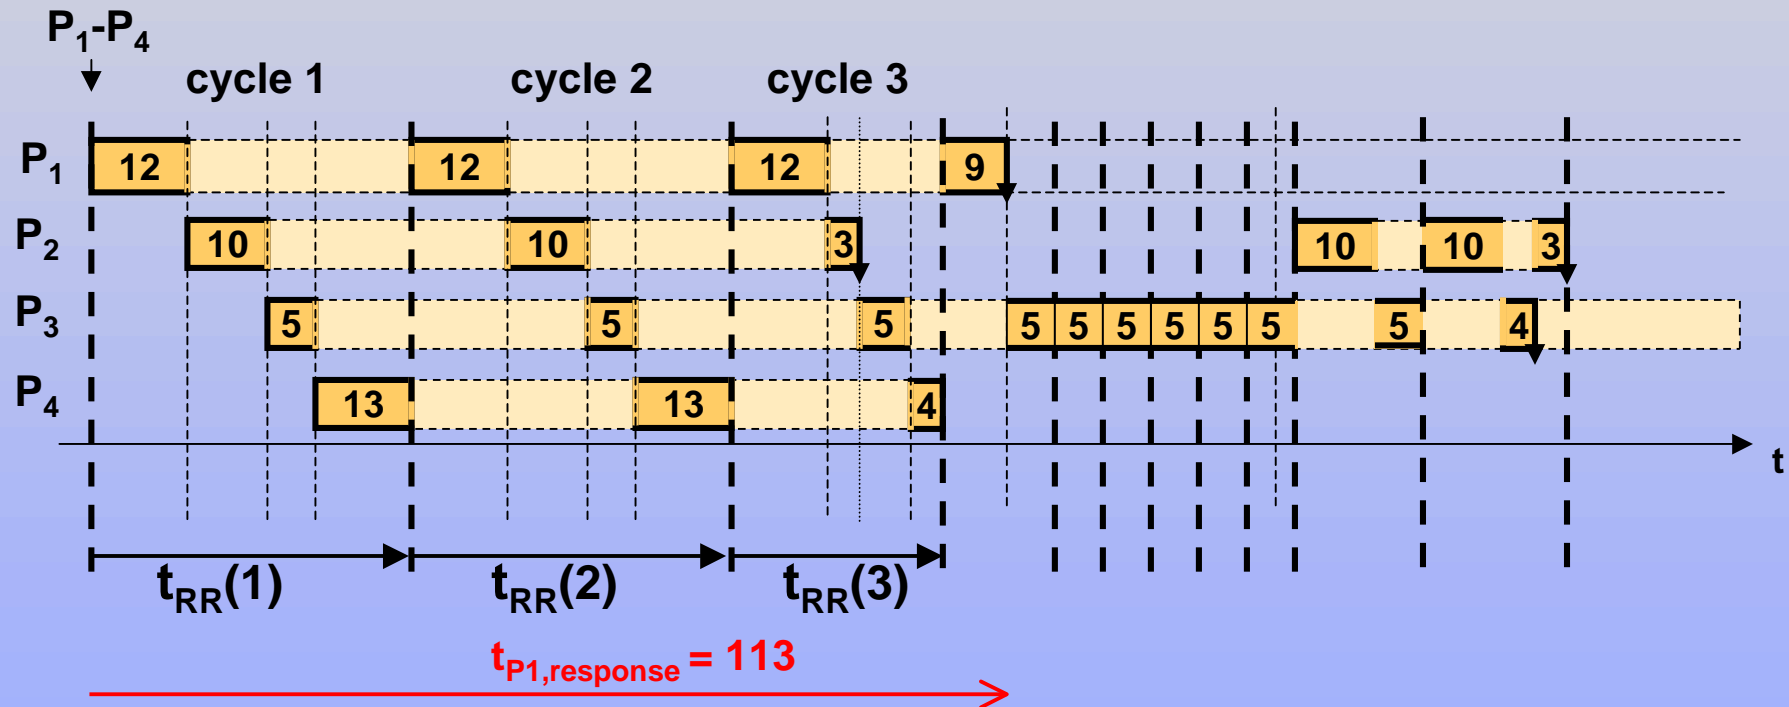 P1-P4
cycle 1 cycle 2 cycle 3
P1 12 12 12 9
P2 10 10 3 10 10 3
P3 5 5 5 5 5 5 5 5 5 5 4
P4 13 13 4
t
tRR(1) tRR(2) tRR(3)
tP1,response = 113